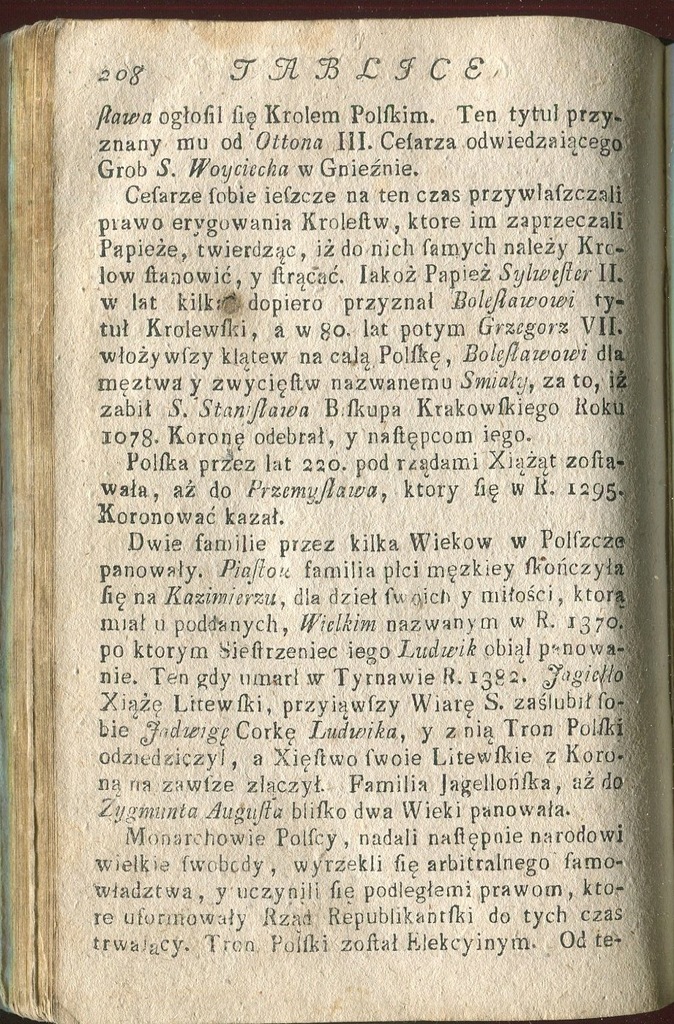 208 TABLICE
ſława ogłoſił ſię Krolem Polſkim. Ten tytuł przy-
znany mu od Ottona III. Ceſarza odwiedzaiącego
Grob S. Woyciecha w Gnieźnie.
Ceſarze ſobie ieſzcze na ten czas przywłaſzczali
prawo erygowania Kroleſtw, ktore im zaprzeczali
Papieże, twierdząc, iż do nich ſamych należy Kro-
low ſtanowić, y ſtrącać. Iakoż Papież Sylweſter II.
w lat kilka dopiero przyznał Boleſławowi ty-
tuł Krolewſki, a w 80. lat potym Grzegorz VII.
włożywſzy klątew na całą Polſkę, Boleſławowi dla
męztwa y zwycięſtw nazwanemu Smiały, za to, iż
zabił S. Staniſława Biſkupa Krakowſkiego Roku
1078. Koronę odebrał, y naſtępcom iego.
Polſka przez lat 220. pod rządami Xiążąt zoſta-
wała, aż do Przemyſława, ktory ſię w R. 1295.
Koronować kazał.
Dwie familie przez kilka Wiekow w Polſzcze
panowały. Piaſtow familia płci męzkiey ſkończyła
ſię na Kazimierzu, dla dzieł ſwoich y miłości, ktorą
miał u poddanych, Wielkim nazwanym w R. 1370.
po ktorym Sieſtrzeniec iego Ludwik obiął panowa-
nie. Ten gdy umarł w Tyrnawie R. 1382. Jagiełło
Xiążę Litewſki, przyiąwſzy Wiarę S. zaślubił ſo-
bie Jadwigę Corkę Ludwika, y z nią Tron Polſki
odziedziczył, a Xięſtwo ſwoie Litewſkie z Koro-
ną na zawſze złączył. Familia Jagellońſka, aż do
Zygmunta Auguſta bliſko dwa Wieki panowała.
Monarchowie Polſcy, nadali naſtępnie narodowi
wielkie ſwobody, wyrzekli ſię arbitralnego ſamo-
władztwa, y uczynili ſię podległemi prawom, kto-
re uformowały Rząd Republikantſki do tych czas
trwaiący. Tron Polſki został Elekcyinym. Od te-